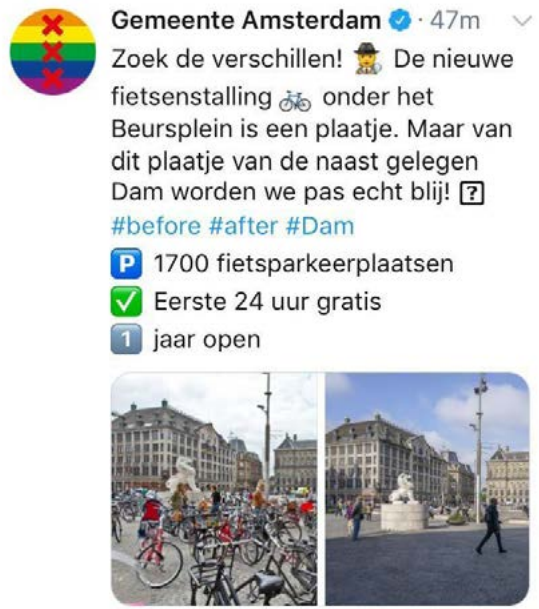 Gemeente Amsterdam · 47m
Zoek de verschillen! 🕵️ De nieuwe
fietsenstalling 🚲 onder het
Beursplein is een plaatje. Maar van
dit plaatje van de naast gelegen
Dam worden we pas echt blij! ?
#before #after #Dam
P 1700 fietsparkeerplaatsen
✅ Eerste 24 uur gratis
1 jaar open